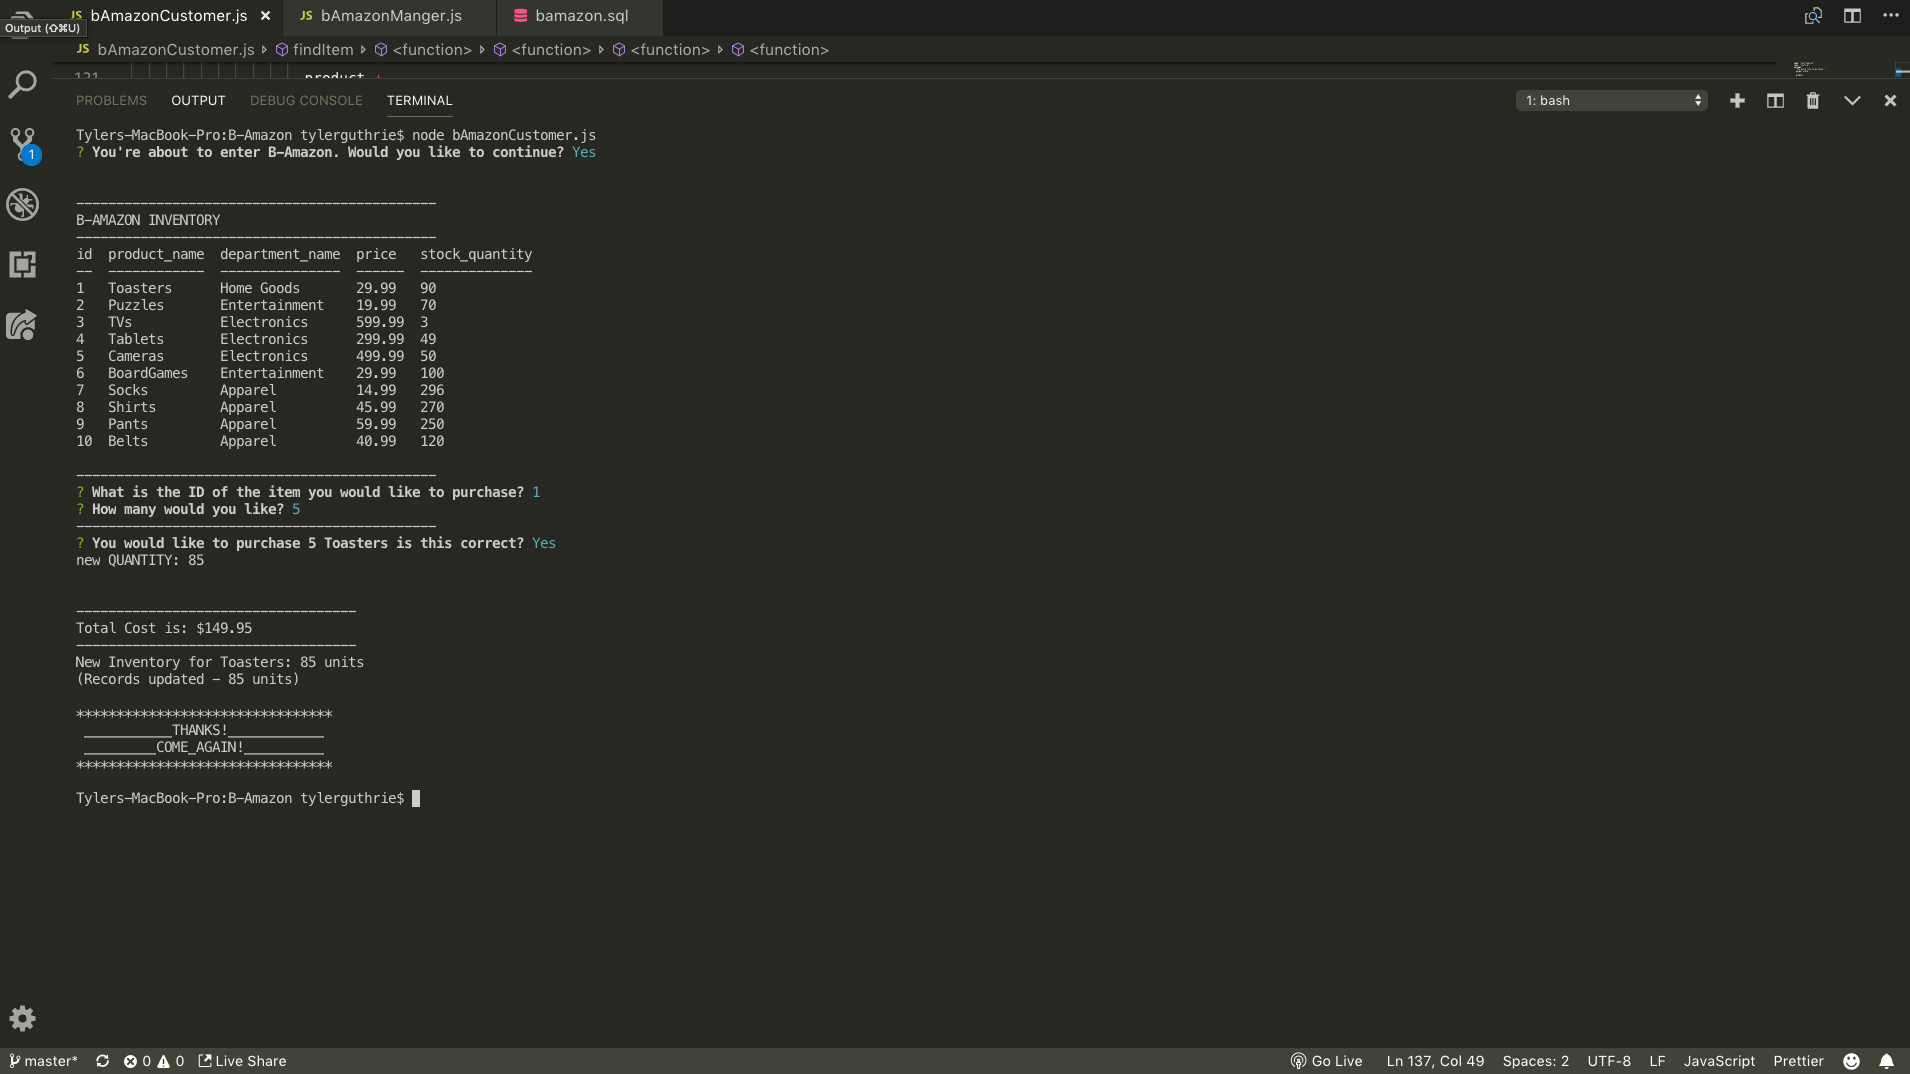 JS bAmazonCustomer.js JS bAmazonManger.js bamazon.sql
Output (⇧⌘U)
JS bAmazonCustomer.js findItem <function> <function> <function> <function>
121 product +
PROBLEMS OUTPUT DEBUG CONSOLE TERMINAL 1: bash
Tylers-MacBook-Pro:B-Amazon tylerguthrie$ node bAmazonCustomer.js
? You're about to enter B-Amazon. Would you like to continue? Yes
1
---------------------------------------------
B-AMAZON INVENTORY
---------------------------------------------
id product_name department_name price stock_quantity
-- ------------ --------------- ------ --------------
1 Toasters Home Goods 29.99 90
2 Puzzles Entertainment 19.99 70
3 TVs Electronics 599.99 3
4 Tablets Electronics 299.99 49
5 Cameras Electronics 499.99 50
6 BoardGames Entertainment 29.99 100
7 Socks Apparel 14.99 296
8 Shirts Apparel 45.99 270
9 Pants Apparel 59.99 250
10 Belts Apparel 40.99 120
---------------------------------------------
? What is the ID of the item you would like to purchase? 1
? How many would you like? 5
---------------------------------------------
? You would like to purchase 5 Toasters is this correct? Yes
new QUANTITY: 85
-----------------------------------
Total Cost is: $149.95
-----------------------------------
New Inventory for Toasters: 85 units
(Records updated - 85 units)
********************************
___________THANKS!____________
_________COME_AGAIN!__________
********************************
Tylers-MacBook-Pro:B-Amazon tylerguthrie$
master* 0 0 Live Share Go Live Ln 137, Col 49 Spaces: 2 UTF-8 LF JavaScript Prettier